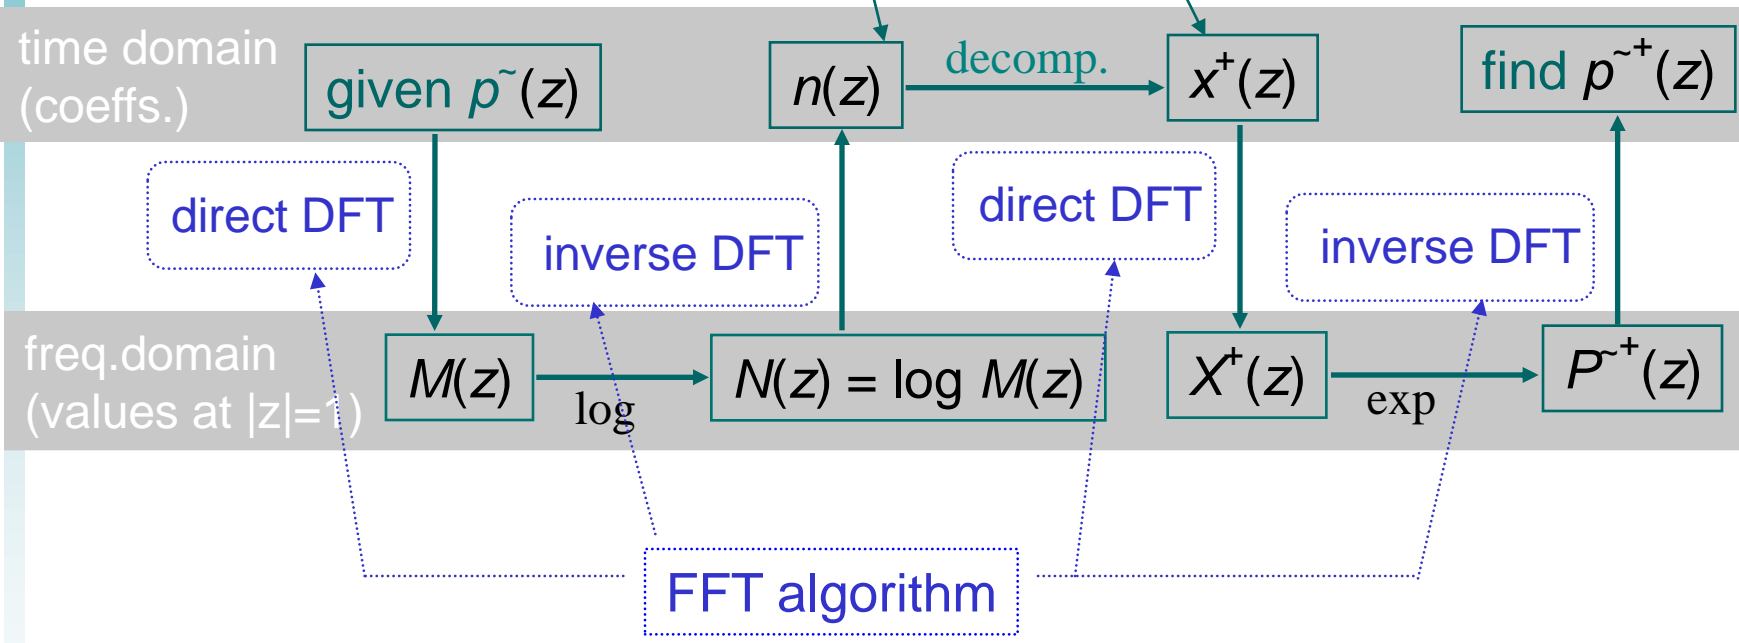 time domain
(coeffs.)
given p~(z)
n(z)
decomp.
x⁺(z)
find p~⁺(z)
direct DFT
inverse DFT
direct DFT
inverse DFT
freq.domain
(values at |z|=1)
M(z)
log
N(z) = log M(z)
X⁺(z)
exp
P~⁺(z)
FFT algorithm